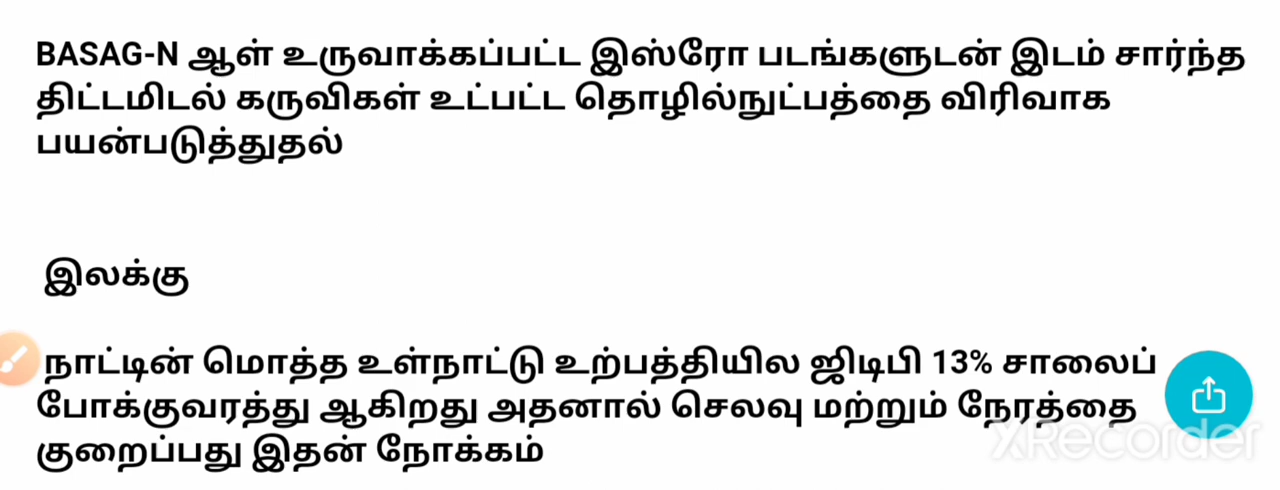 BASAG-N ஆள் உருவாக்கப்பட்ட இஸ்ரோ படங்களுடன் இடம் சார்ந்த
திட்டமிடல் கருவிகள் உட்பட்ட தொழில்நுட்பத்தை விரிவாக
பயன்படுத்துதல்
இலக்கு
நாட்டின் மொத்த உள்நாட்டு உற்பத்தியில ஜிடிபி 13% சாலைப்
போக்குவரத்து ஆகிறது அதனால் செலவு மற்றும் நேரத்தை
குறைப்பது இதன் நோக்கம்
XRecorder